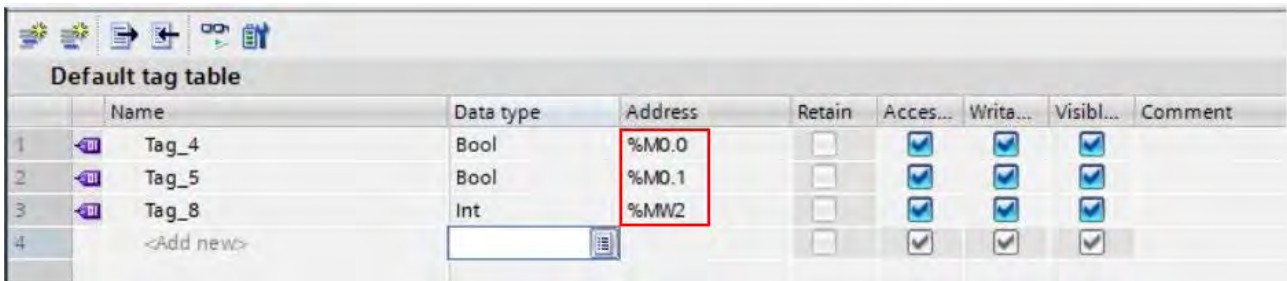 Default tag table
Name Data type Address Retain Acces... Writa... Visibl... Comment
1 Tag_4 Bool %M0.0
2 Tag_5 Bool %M0.1
3 Tag_8 Int %MW2
4 <Add new>